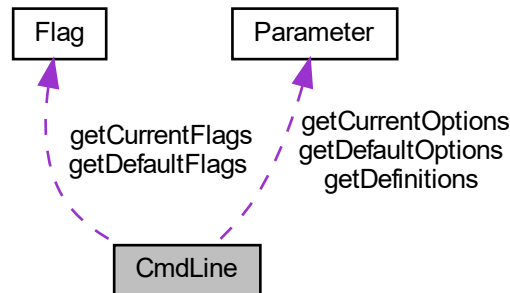 Flag
Parameter
getCurrentFlags
getDefaultFlags
getCurrentOptions
getDefaultOptions
getDefinitions
CmdLine